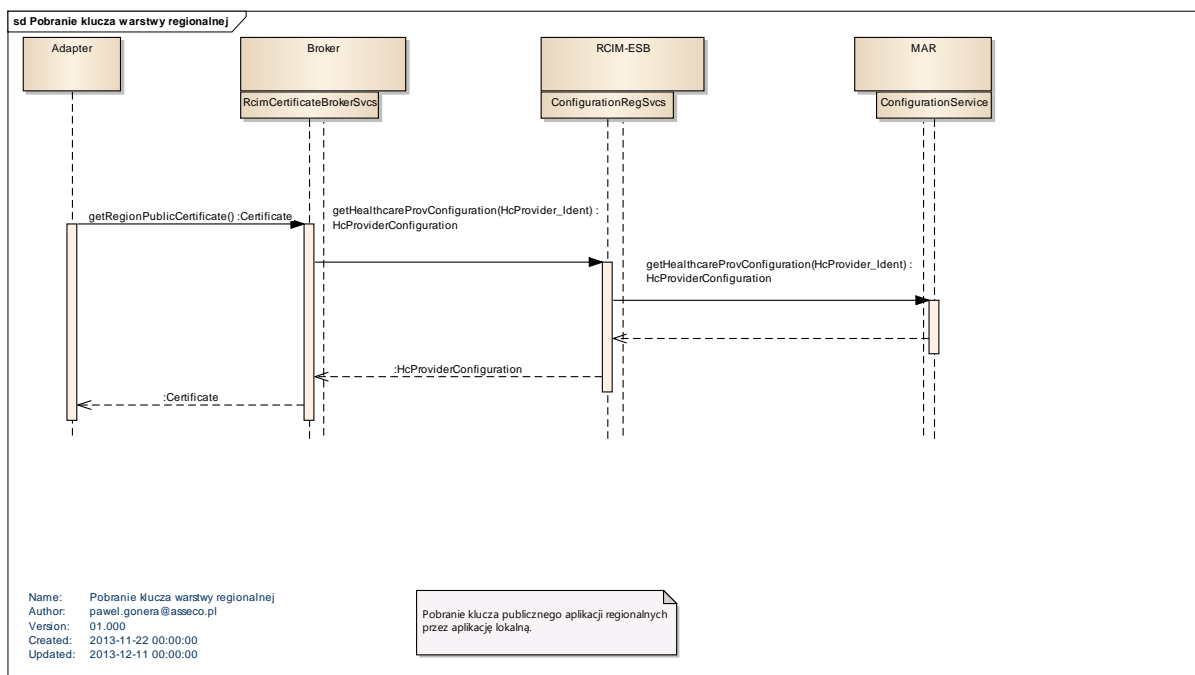 sd Pobranie klucza warstwy regionalnej
Adapter
Broker
RCIM-ESB
MAR
RcimCertificateBrokerSvcs
ConfigurationRegSvcs
ConfigurationService
getRegionPublicCertificate() :Certificate
getHealthcareProvConfiguration(HcProvider_Ident) :
HcProviderConfiguration
getHealthcareProvConfiguration(HcProvider_Ident) :
HcProviderConfiguration
:HcProviderConfiguration
:Certificate
Name: Pobranie klucza warstwy regionalnej
Author: pawel.gonera@asseco.pl
Version: 01.000
Created: 2013-11-22 00:00:00
Updated: 2013-12-11 00:00:00
Pobranie klucza publicznego aplikacji regionalnych
przez aplikację lokalną.